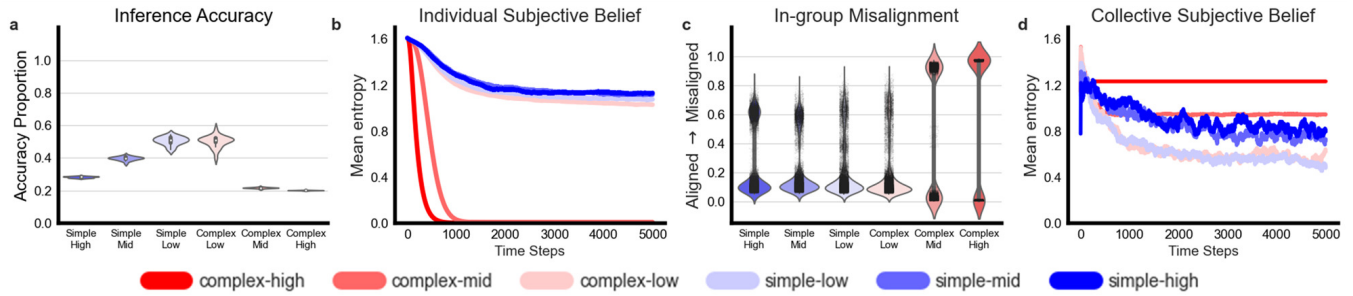 a Inference Accuracy
Accuracy Proportion
1.0
0.8
0.6
0.4
0.2
0.0
Simple High
Simple Mid
Simple Low
Complex Low
Complex Mid
Complex High
b Individual Subjective Belief
Mean entropy
1.6
1.2
0.8
0.4
0.0
0 1000 2000 3000 4000 5000
Time Steps
c In-group Misalignment
Aligned → Misaligned
1.0
0.8
0.6
0.4
0.2
0.0
Simple High
Simple Mid
Simple Low
Complex Low
Complex Mid
Complex High
d Collective Subjective Belief
Mean entropy
1.6
1.2
0.8
0.4
0.0
0 1000 2000 3000 4000 5000
Time Steps
complex-high complex-mid complex-low simple-low simple-mid simple-high